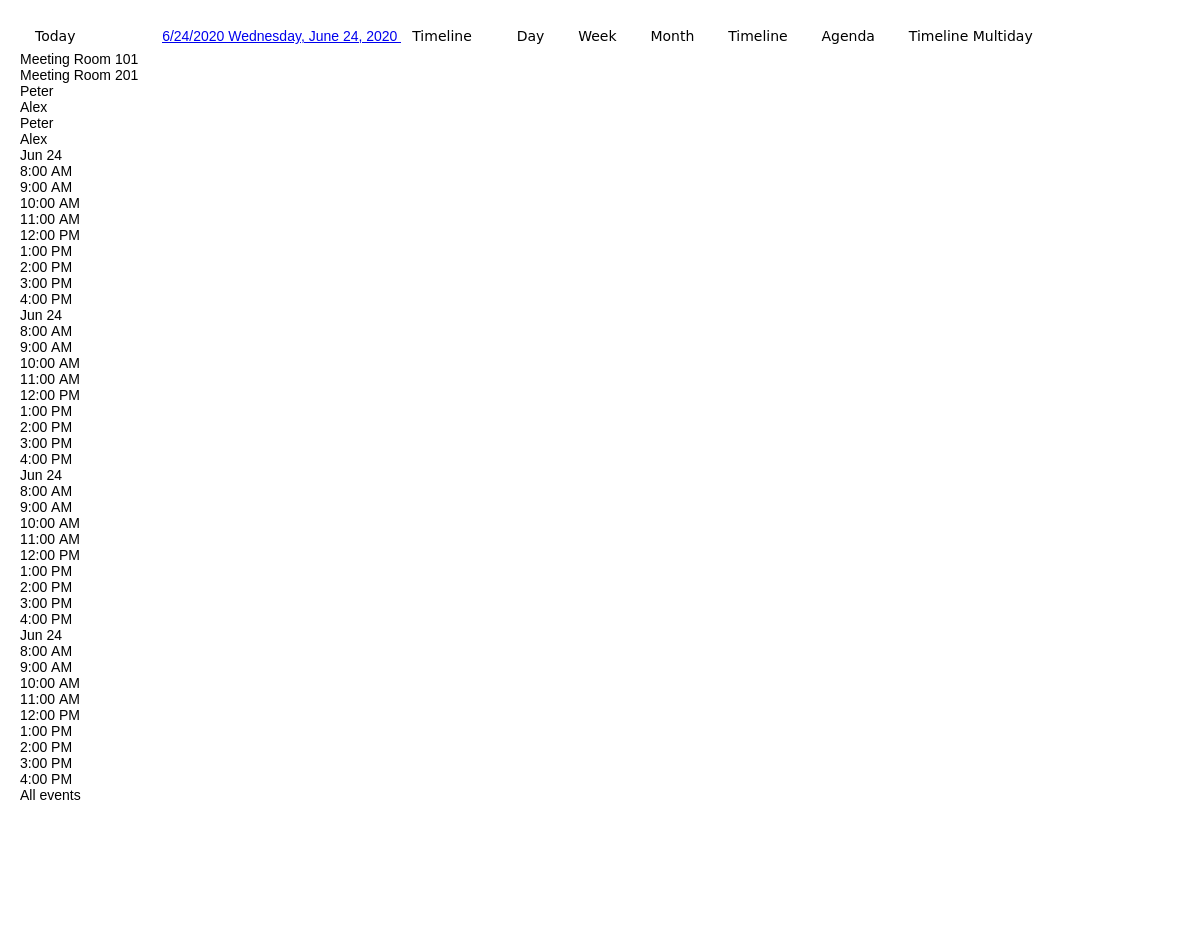 Today 6/24/2020 Wednesday, June 24, 2020 Timeline Day Week Month Timeline Agenda Timeline Multiday
Meeting Room 101
Meeting Room 201
Peter
Alex
Peter
Alex
Jun 24
8:00 AM
9:00 AM
10:00 AM
11:00 AM
12:00 PM
1:00 PM
2:00 PM
3:00 PM
4:00 PM
Jun 24
8:00 AM
9:00 AM
10:00 AM
11:00 AM
12:00 PM
1:00 PM
2:00 PM
3:00 PM
4:00 PM
Jun 24
8:00 AM
9:00 AM
10:00 AM
11:00 AM
12:00 PM
1:00 PM
2:00 PM
3:00 PM
4:00 PM
Jun 24
8:00 AM
9:00 AM
10:00 AM
11:00 AM
12:00 PM
1:00 PM
2:00 PM
3:00 PM
4:00 PM
All events